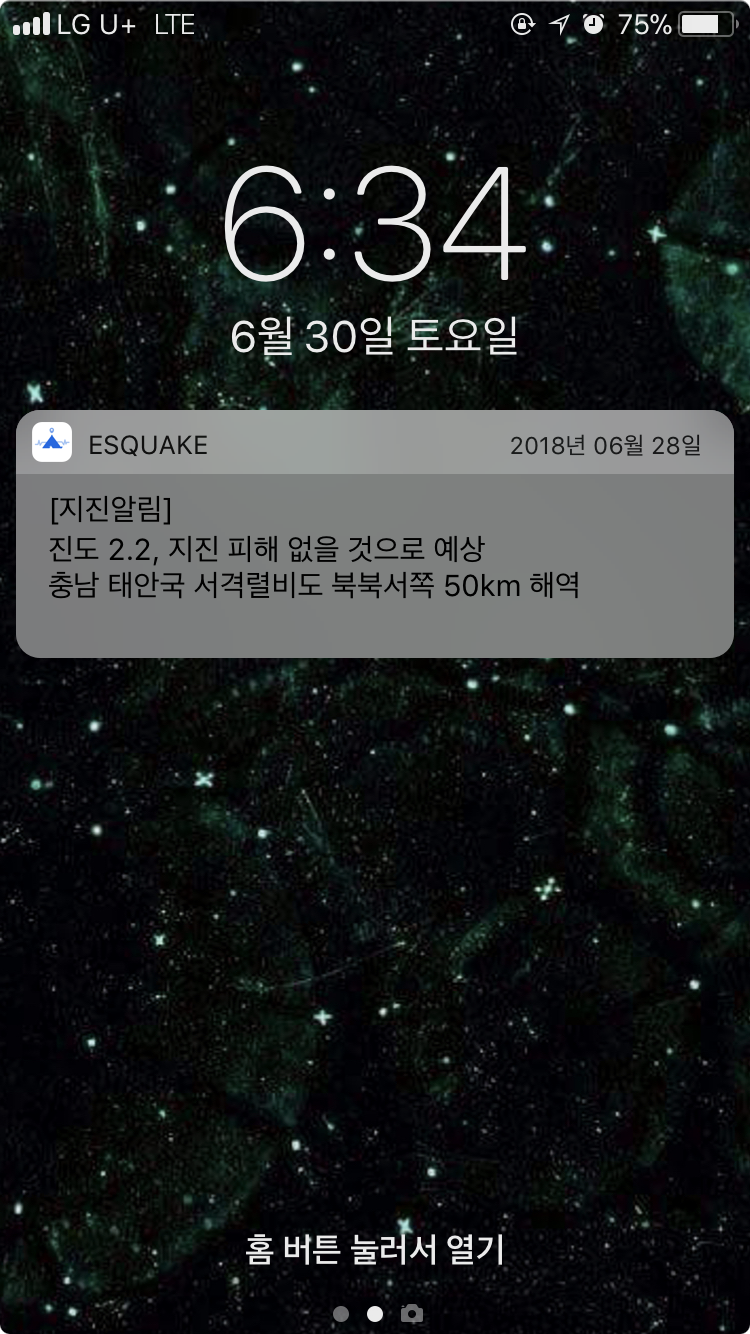 LG U+ LTE 75%
6:34
6월 30일 토요일
ESQUAKE 2018년 06월 28일
[지진알림]
진도 2.2, 지진 피해 없을 것으로 예상
충남 태안국 서격렬비도 북북서쪽 50km 해역
홈 버튼 눌러서 열기